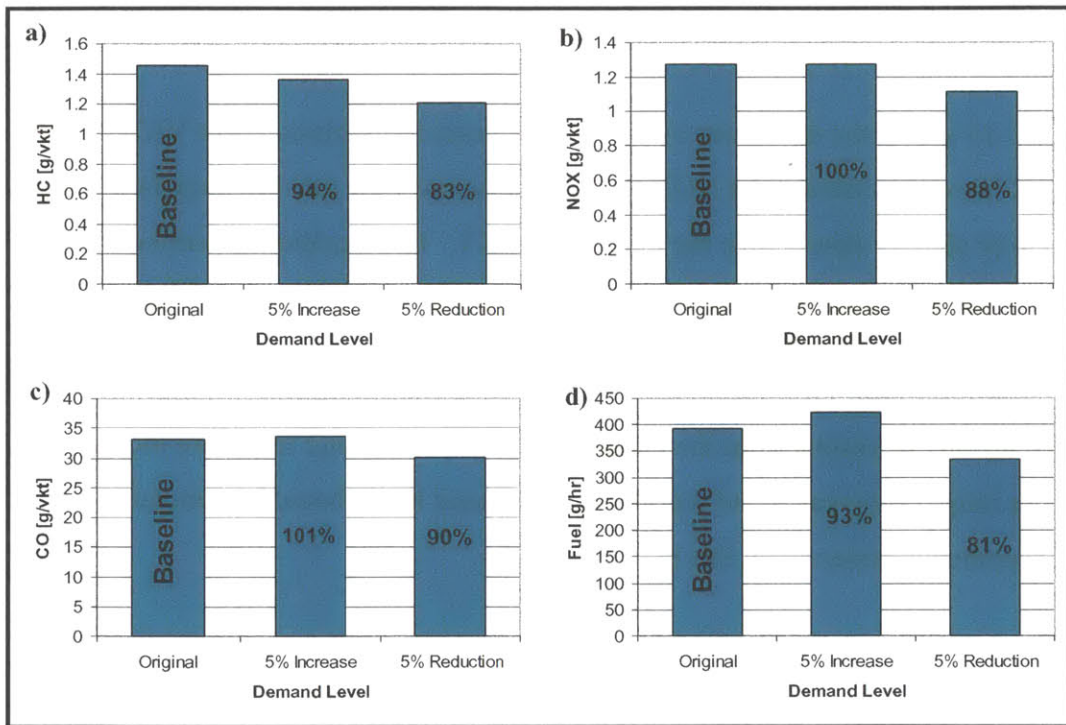 a)
1.6
1.4
1.2
1
0.8
0.6
0.4
0.2
0
HC [g/vkt]
Baseline
94%
83%
Original 5% Increase 5% Reduction
Demand Level
b)
1.4
1.2
1
0.8
0.6
0.4
0.2
0
NOX [g/vkt]
Baseline
100%
88%
Original 5% Increase 5% Reduction
Demand Level
c)
40
35
30
25
20
15
10
5
0
CO [g/vkt]
Baseline
101%
90%
Original 5% Increase 5% Reduction
Demand Level
d)
450
400
350
300
250
200
150
100
50
0
Fuel [g/hr]
Baseline
93%
81%
Original 5% Increase 5% Reduction
Demand Level